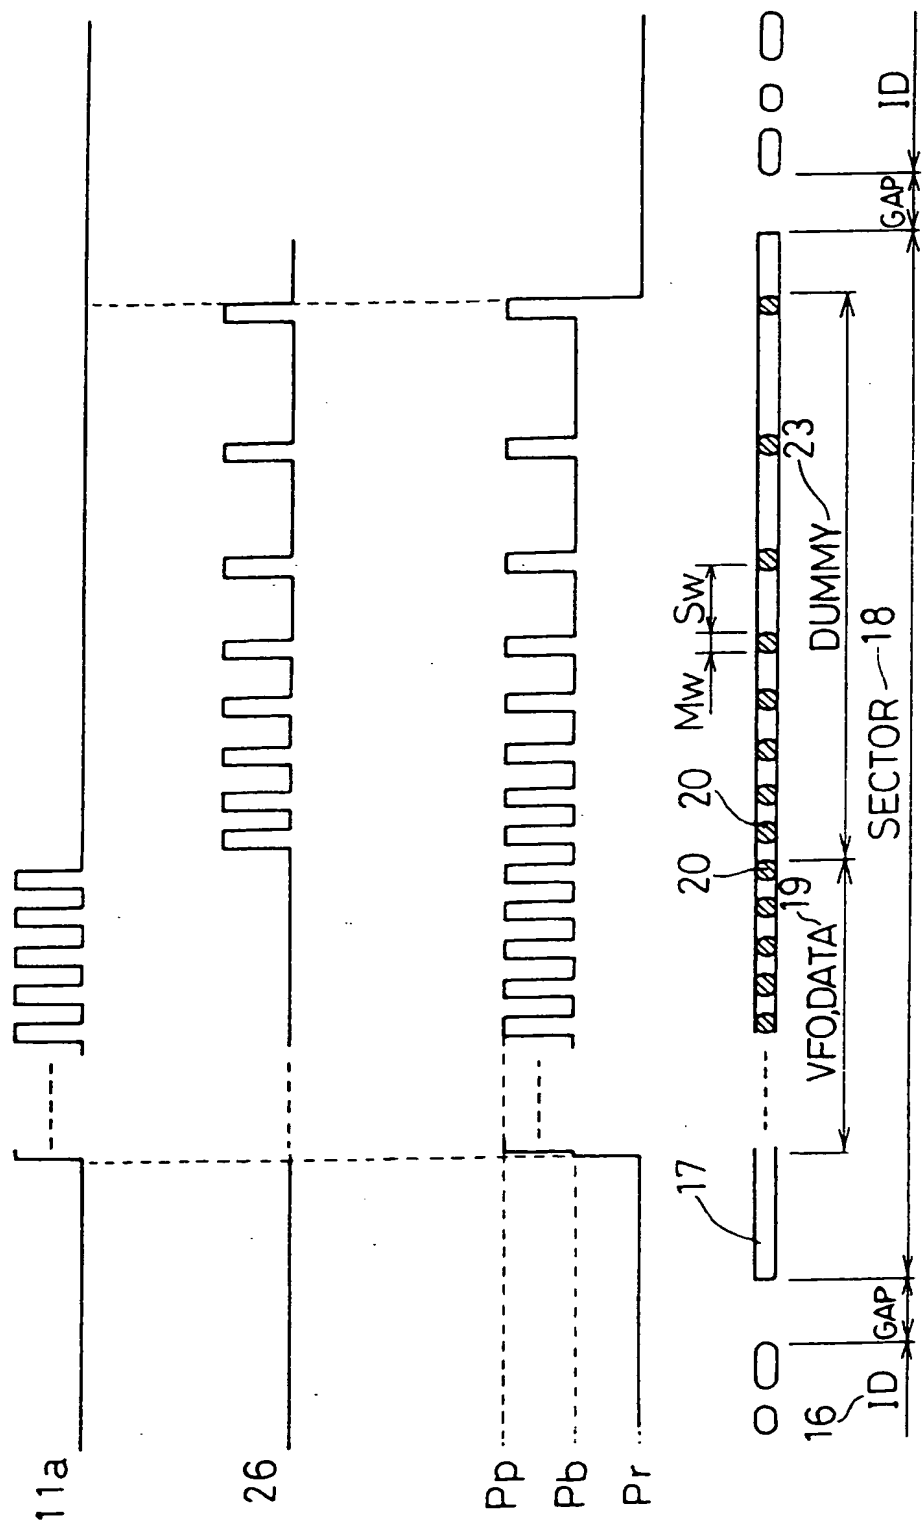 11a
26
Pp
Pb
Pr
17
20
20
Mw
Sw
19
23
VFO,DATA
DUMMY
16
ID
GAP
SECTOR
18
GAP
ID